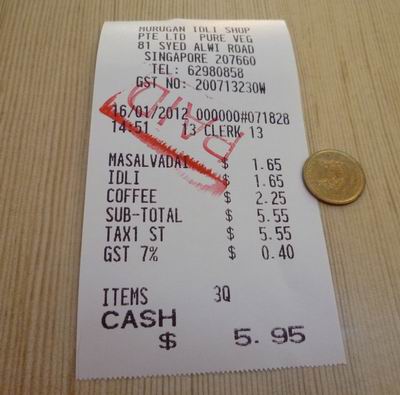 MURUGAN IDLI SHOP
PTE LTD PURE VEG
81 SYED ALWI ROAD
SINGAPORE 207660
TEL: 62980858
GST NO: 200713230W
16/01/2012 000000#071828
14:51 13 CLERK 13
PAID
MASALVADAI $ 1.65
IDLI $ 1.65
COFFEE $ 2.25
SUB-TOTAL $ 5.55
TAX1 ST $ 5.55
GST 7% $ 0.40
ITEMS 3Q
CASH
$ 5.95